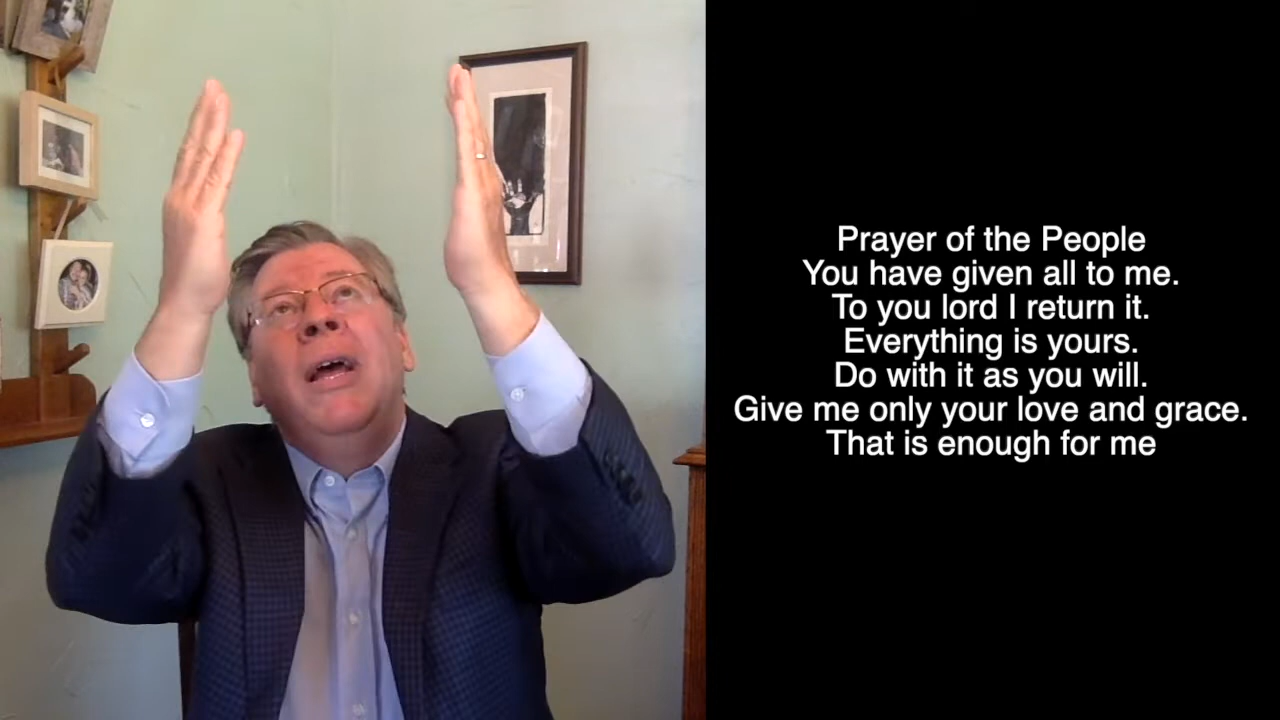 Prayer of the People
You have given all to me.
To you lord I return it.
Everything is yours.
Do with it as you will.
Give me only your love and grace.
That is enough for me